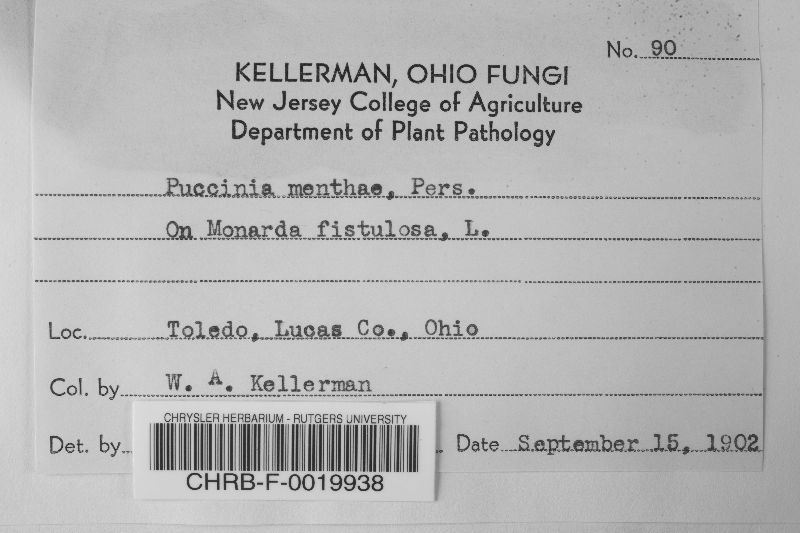 No. 90
KELLERMAN, OHIO FUNGI
New Jersey College of Agriculture
Department of Plant Pathology
Puccinia menthae, Pers.
On Monarda fistulosa, L.
Loc. Toledo, Lucas Co., Ohio
Col. by W. A. Kellerman
Det. by Date September 15, 1902
CHRYSLER HERBARIUM - RUTGERS UNIVERSITY
CHRB-F-0019938